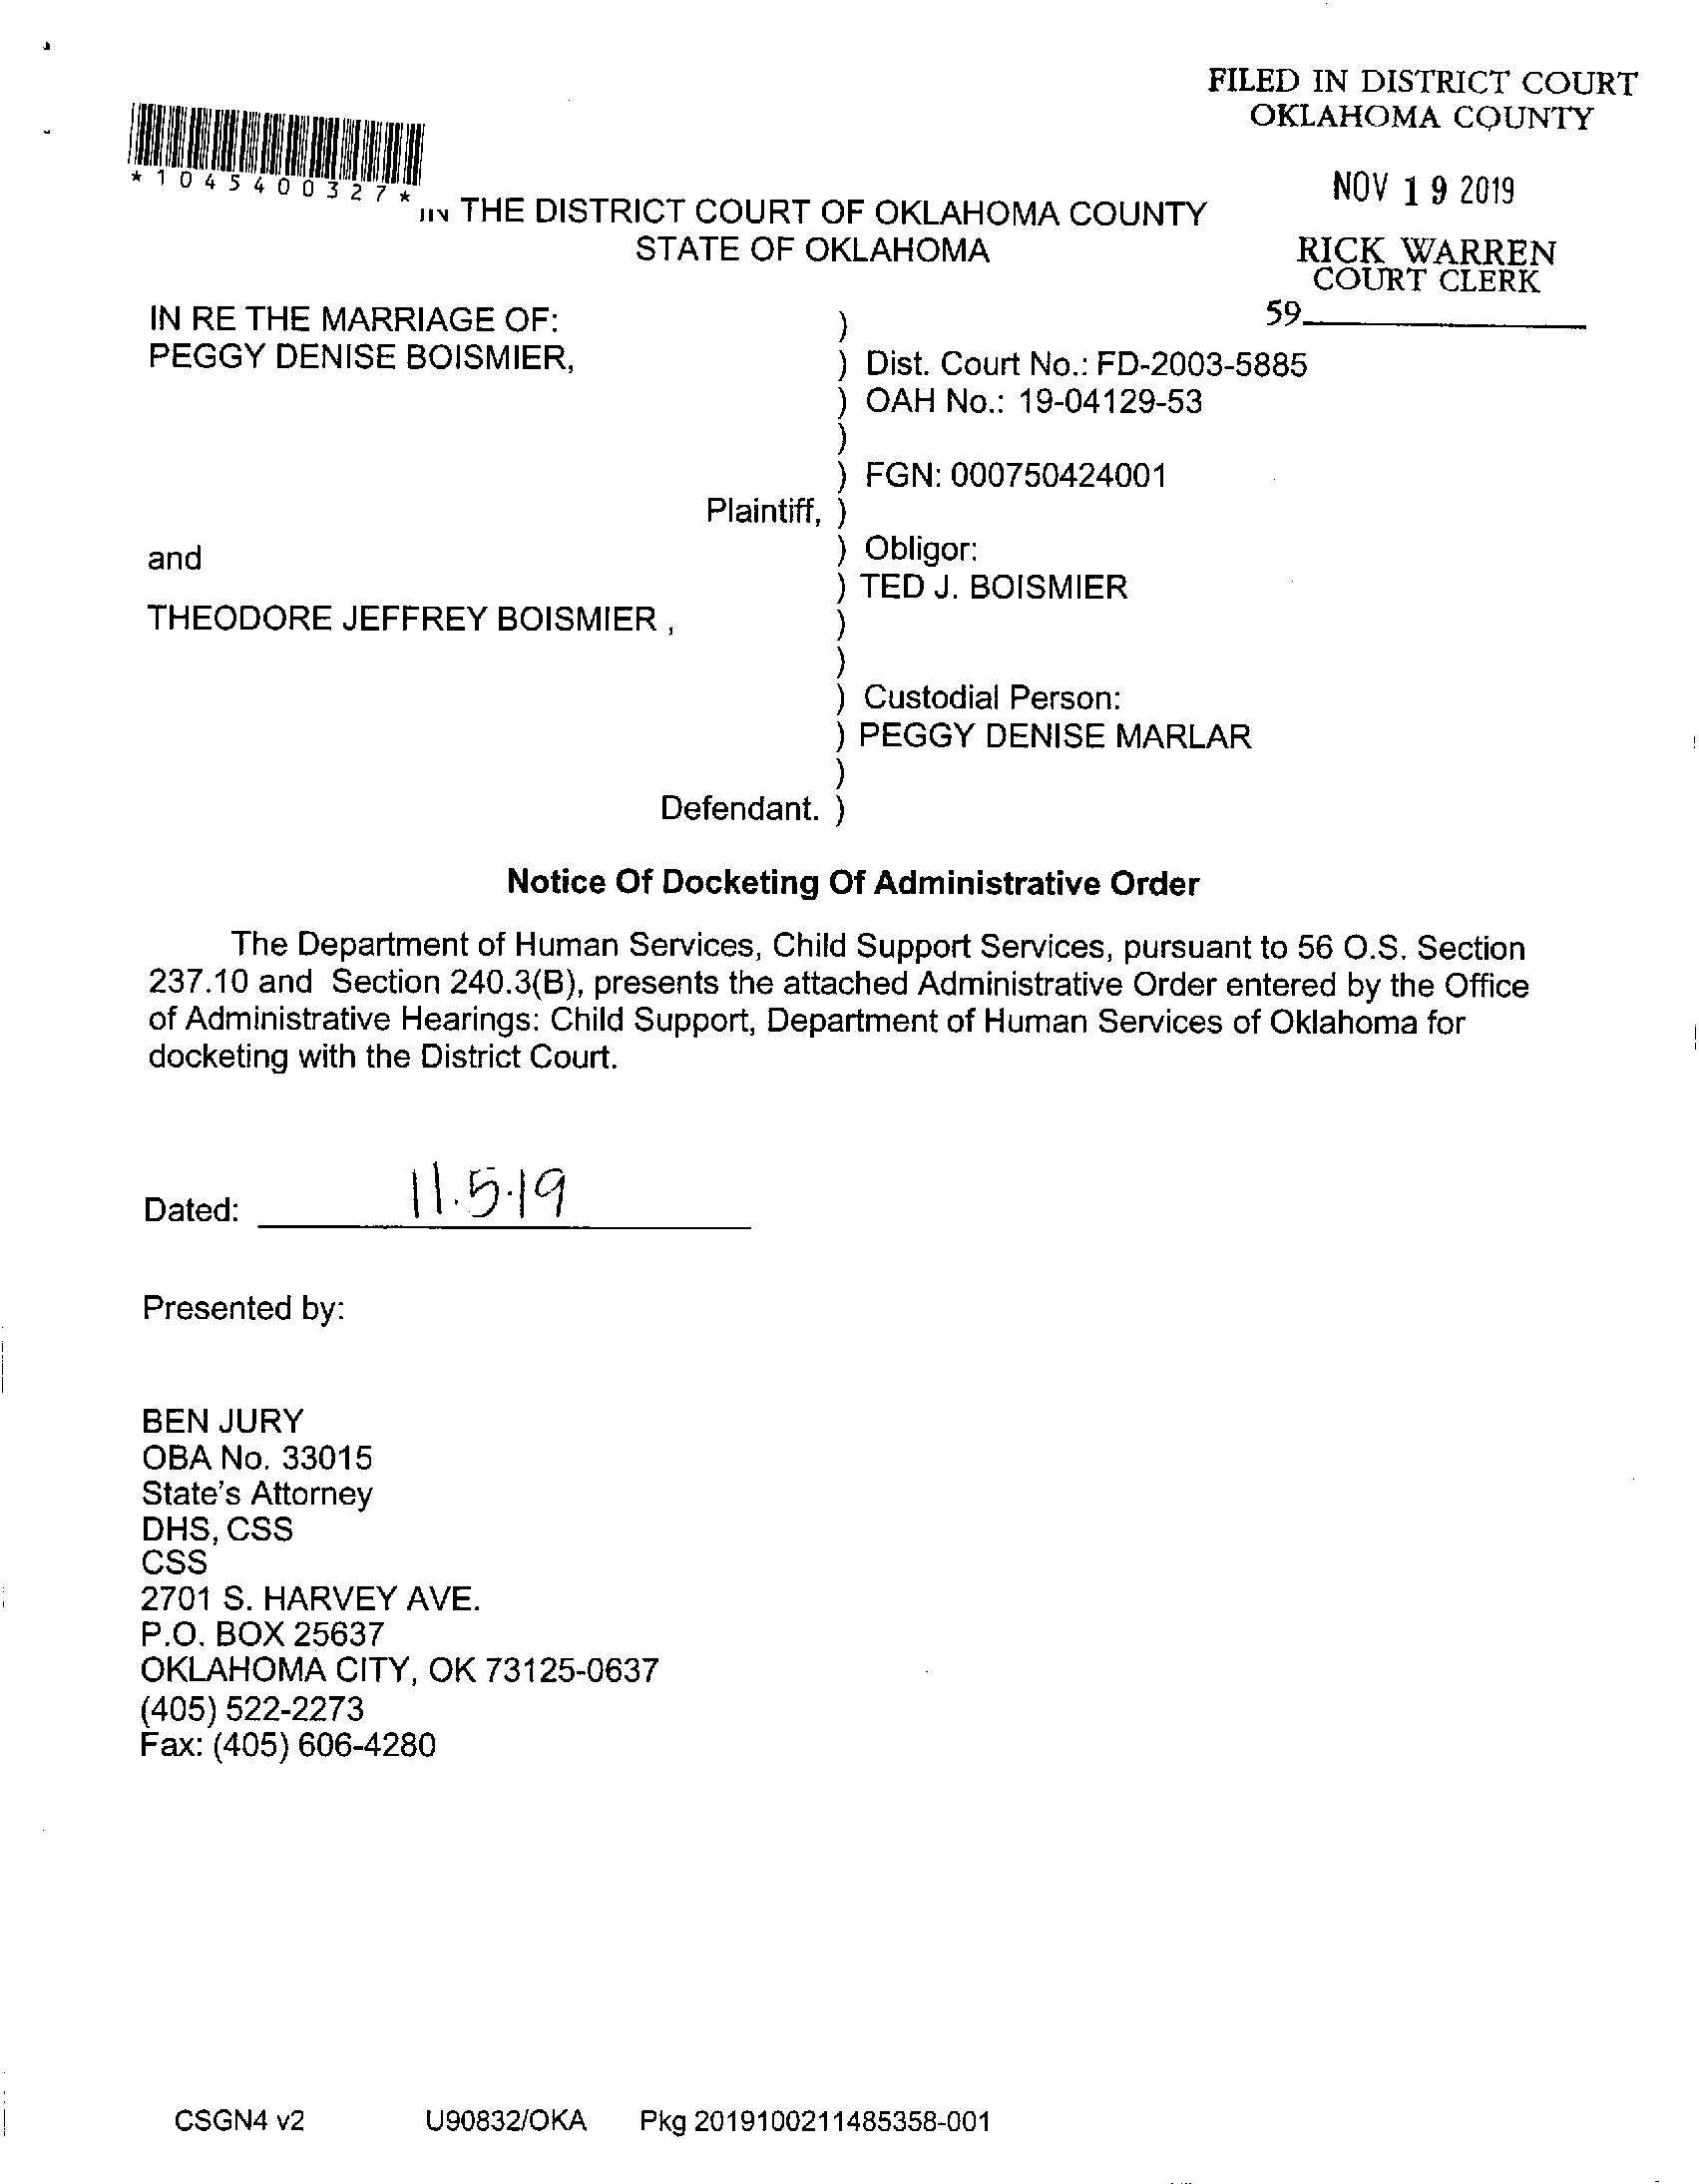 FILED IN DISTRICT COURT
OKLAHOMA COUNTY
NOV 19 2019
RICK WARREN
COURT CLERK
59
*1045400327*
IN THE DISTRICT COURT OF OKLAHOMA COUNTY
STATE OF OKLAHOMA
IN RE THE MARRIAGE OF: )
PEGGY DENISE BOISMIER, ) Dist. Court No.: FD-2003-5885
) OAH No.: 19-04129-53
)
) FGN: 000750424001
Plaintiff, )
and ) Obligor:
) TED J. BOISMIER
THEODORE JEFFREY BOISMIER , )
)
) Custodial Person:
) PEGGY DENISE MARLAR
)
Defendant. )
Notice Of Docketing Of Administrative Order
The Department of Human Services, Child Support Services, pursuant to 56 O.S. Section
237.10 and Section 240.3(B), presents the attached Administrative Order entered by the Office
of Administrative Hearings: Child Support, Department of Human Services of Oklahoma for
docketing with the District Court.
Dated: 11.5.19
Presented by:
BEN JURY
OBA No. 33015
State's Attorney
DHS, CSS
CSS
2701 S. HARVEY AVE.
P.O. BOX 25637
OKLAHOMA CITY, OK 73125-0637
(405) 522-2273
Fax: (405) 606-4280
CSGN4 v2 U90832/OKA Pkg 2019100211485358-001